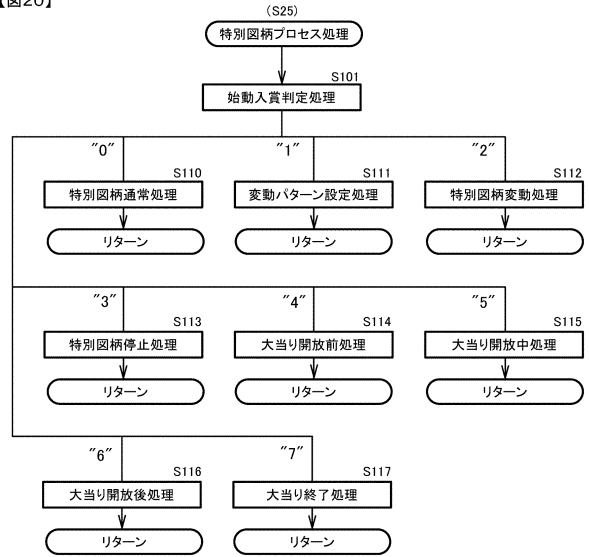 【図20】
(S25)
特別図柄プロセス処理
S101
始動入賞判定処理
"0" "1" "2"
S110 S111 S112
特別図柄通常処理 変動パターン設定処理 特別図柄変動処理
リターン リターン リターン
"3" "4" "5"
S113 S114 S115
特別図柄停止処理 大当り開放前処理 大当り開放中処理
リターン リターン リターン
"6" "7"
S116 S117
大当り開放後処理 大当り終了処理
リターン リターン